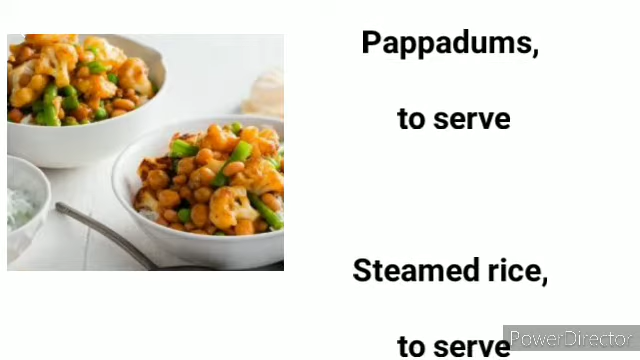 Pappadums,
to serve
Steamed rice,
to serve
PowerDirector